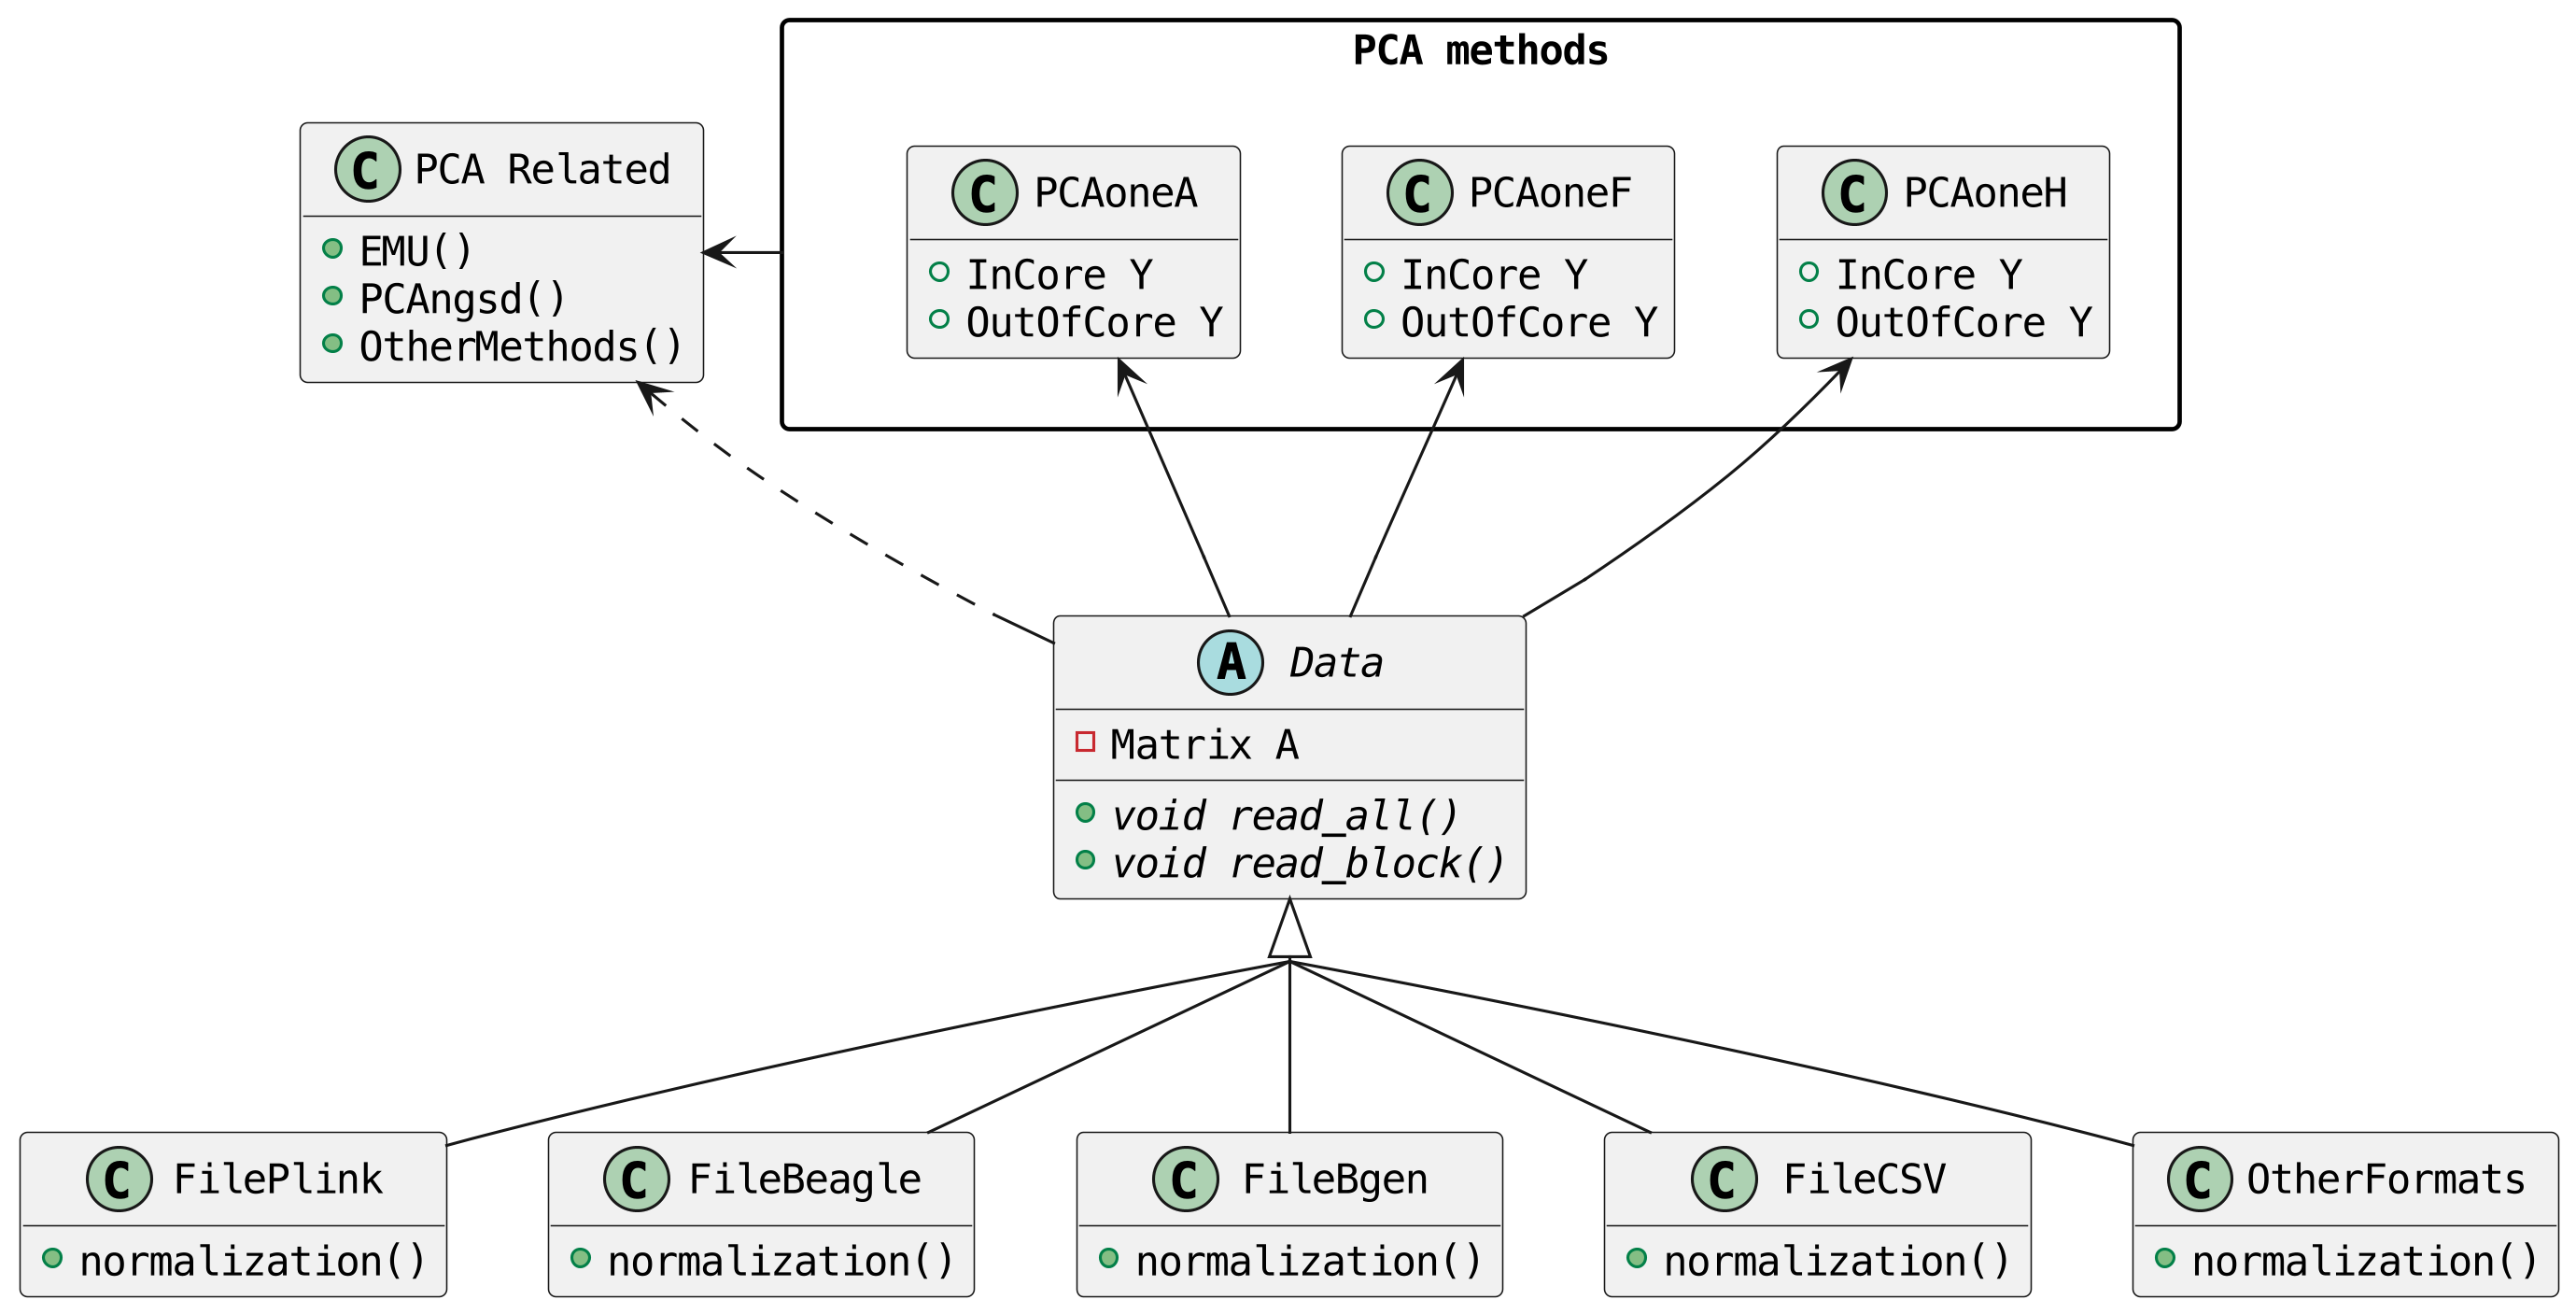 PCA methods
C PCA Related
EMU()
PCAngsd()
OtherMethods()
C PCAoneA
InCore Y
OutOfCore Y
C PCAoneF
InCore Y
OutOfCore Y
C PCAoneH
InCore Y
OutOfCore Y
A Data
Matrix A
void read_all()
void read_block()
C FilePlink
normalization()
C FileBeagle
normalization()
C FileBgen
normalization()
C FileCSV
normalization()
C OtherFormats
normalization()